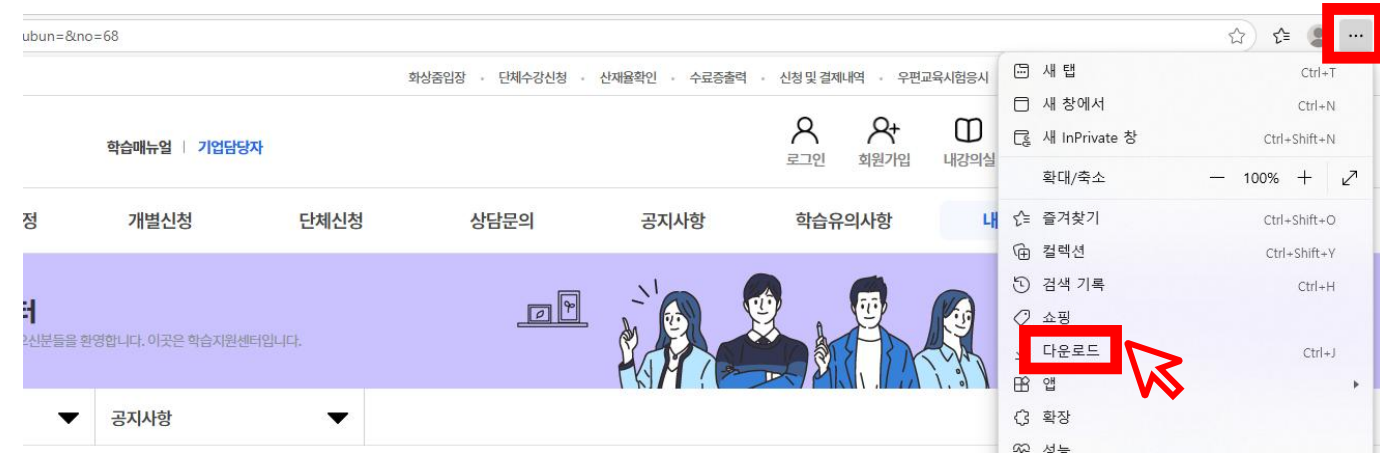 ubun=&no=68
화상줌입장 · 단체수강신청 · 산재율확인 · 수료증출력 · 신청 및 결제내역 · 우편교육시험응시
학습매뉴얼 | 기업담당자
로그인 회원가입 내강의실
정 개별신청 단체신청 상담문의 공지사항 학습유의사항 내
터
신분들을 환영합니다. 이곳은 학습지원센터입니다.
공지사항
새 탭 Ctrl+T
새 창에서 Ctrl+N
새 InPrivate 창 Ctrl+Shift+N
확대/축소 — 100% +
즐겨찾기 Ctrl+Shift+O
컬렉션 Ctrl+Shift+Y
검색 기록 Ctrl+H
쇼핑
다운로드 Ctrl+J
앱
확장
성능